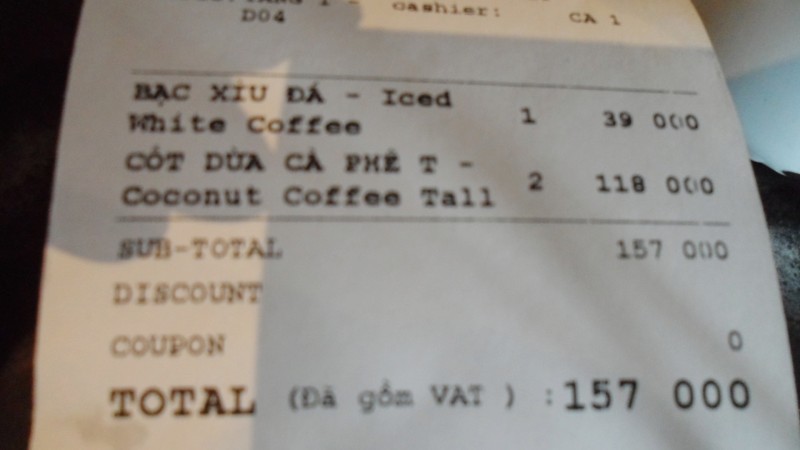 D04 Cashier: CA 1
BẠC XỈU ĐÁ - Iced
White Coffee 1 39 000
CỐT DỪA CÀ PHÊ T -
Coconut Coffee Tall 2 118 000
SUB-TOTAL 157 000
DISCOUNT
COUPON 0
TOTAL (Đã gồm VAT ) :157 000